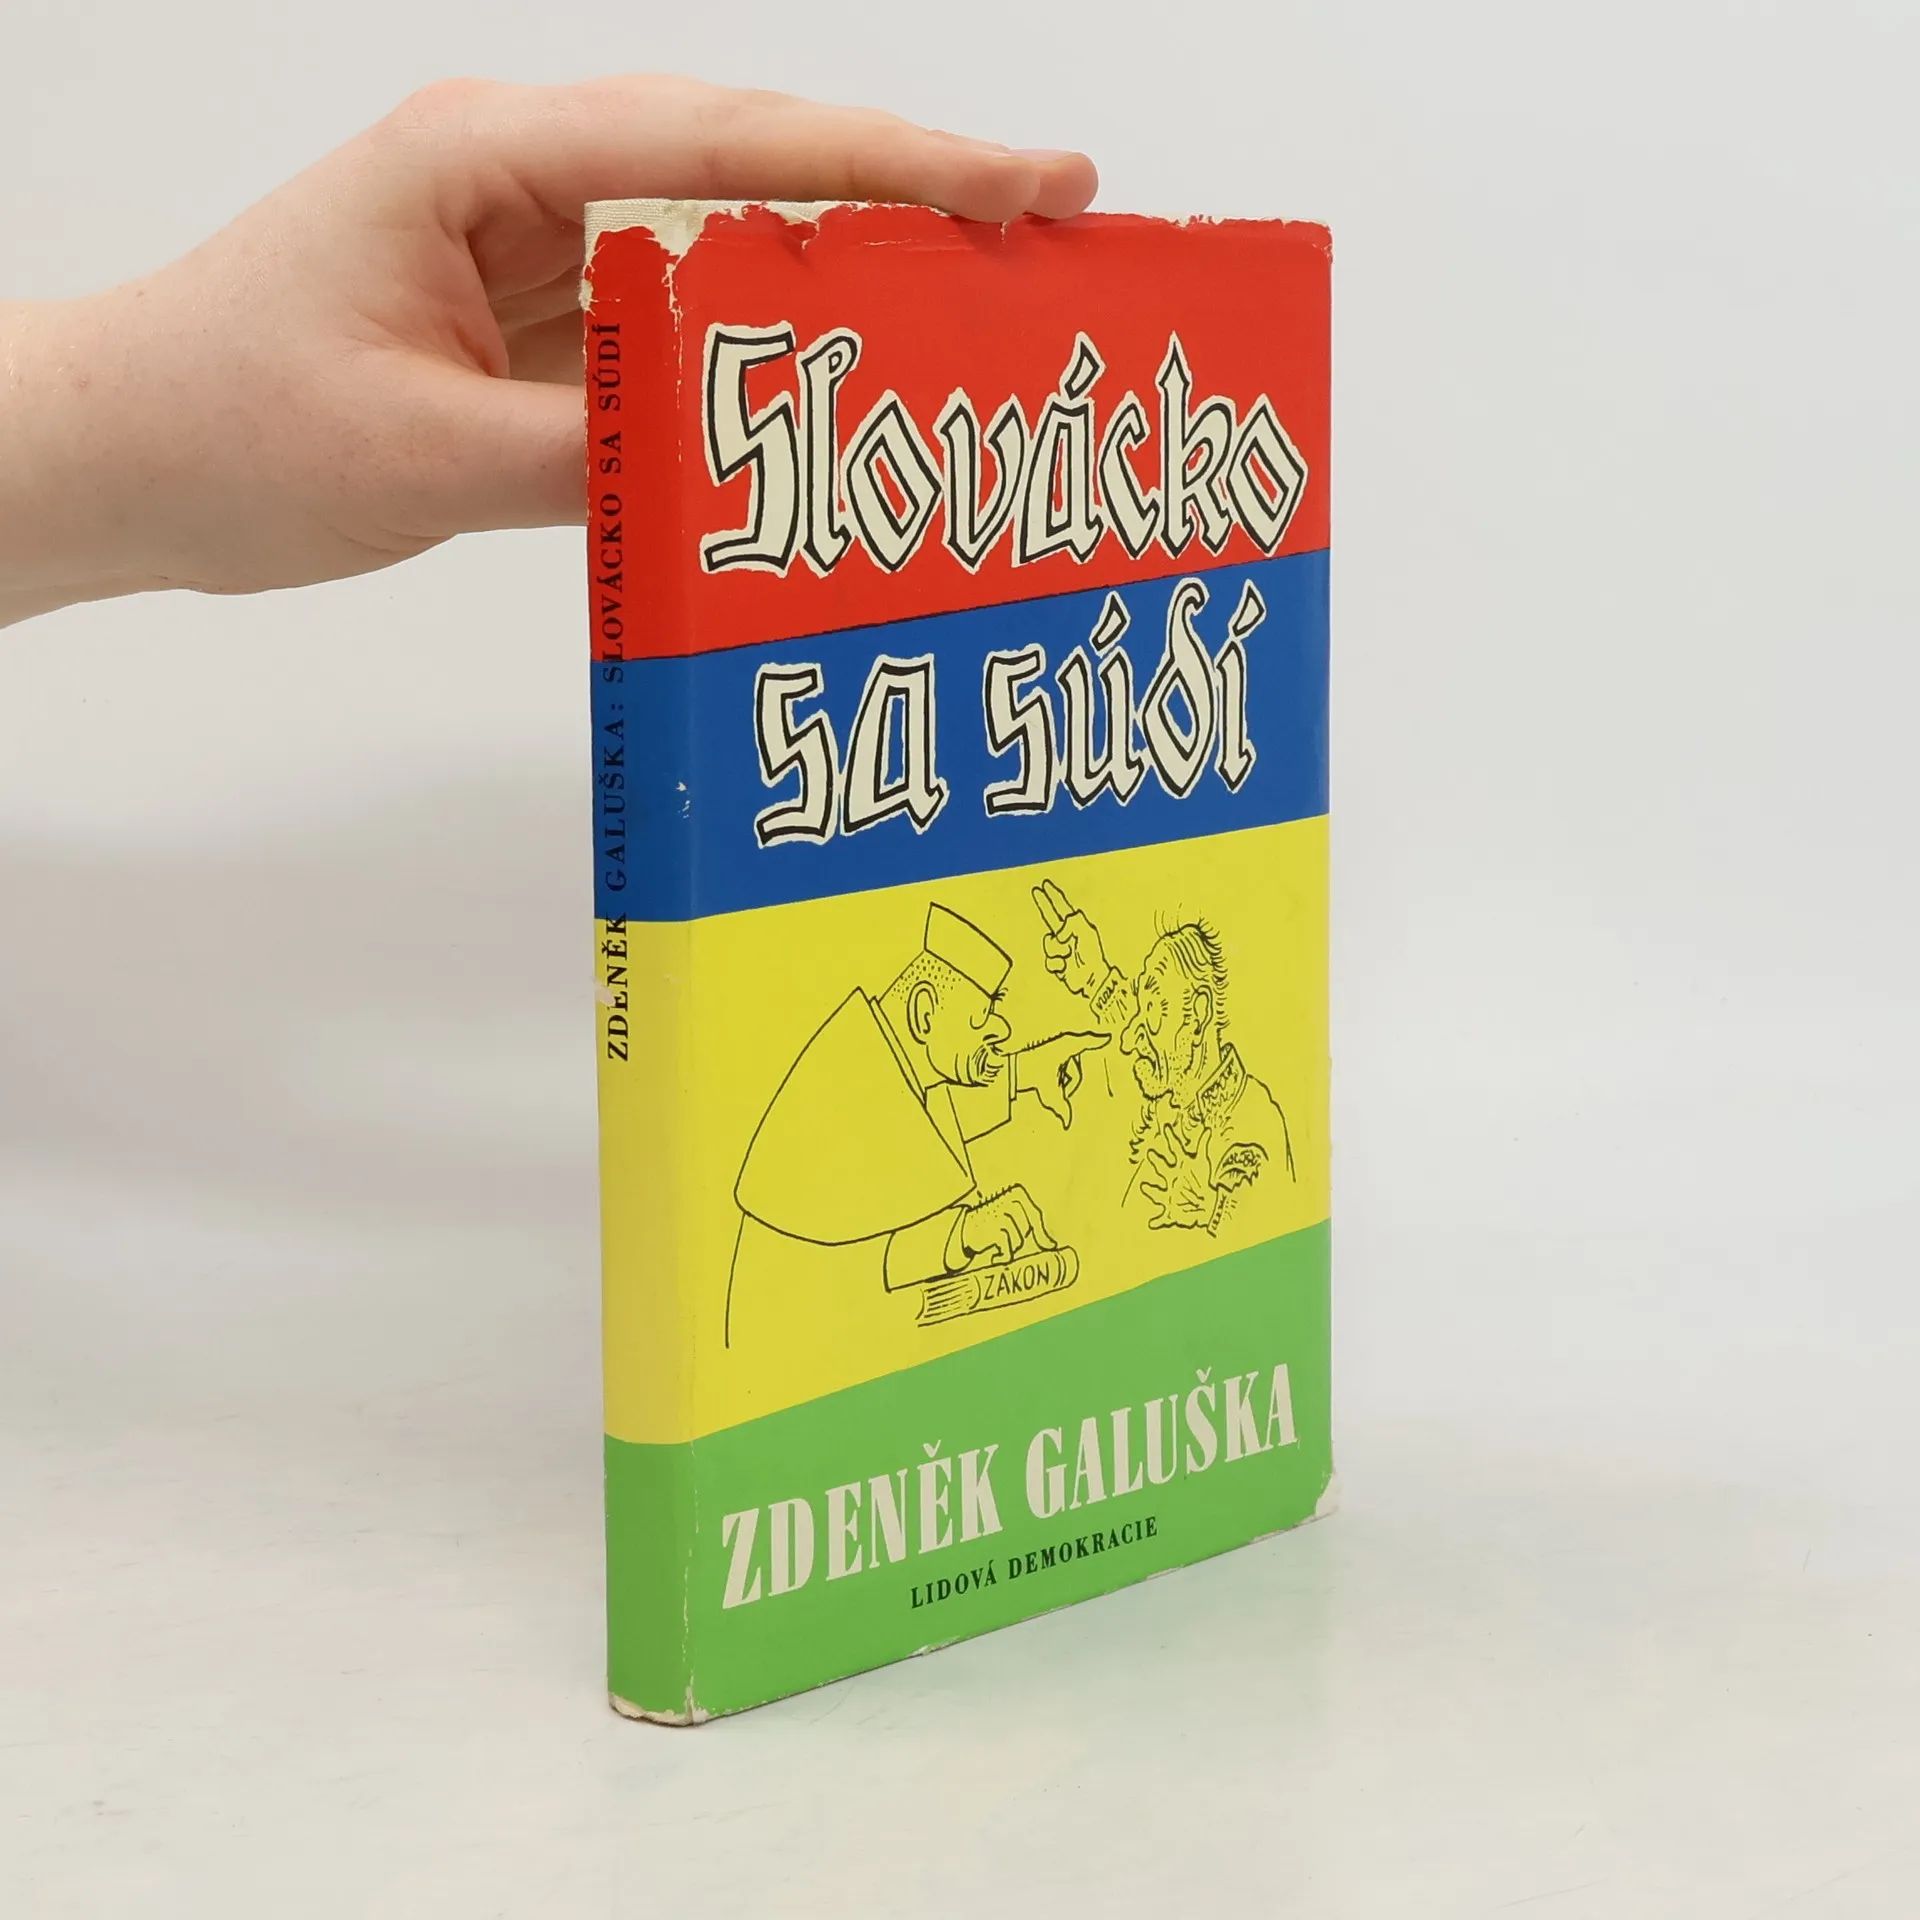 ZDENĚK GALUŠKA: SLOVÁCKO SA SÚDÍ
Slovácko
sa súdí
ZÁKON
ZDENĚK GALUŠKA
LIDOVÁ DEMOKRACIE